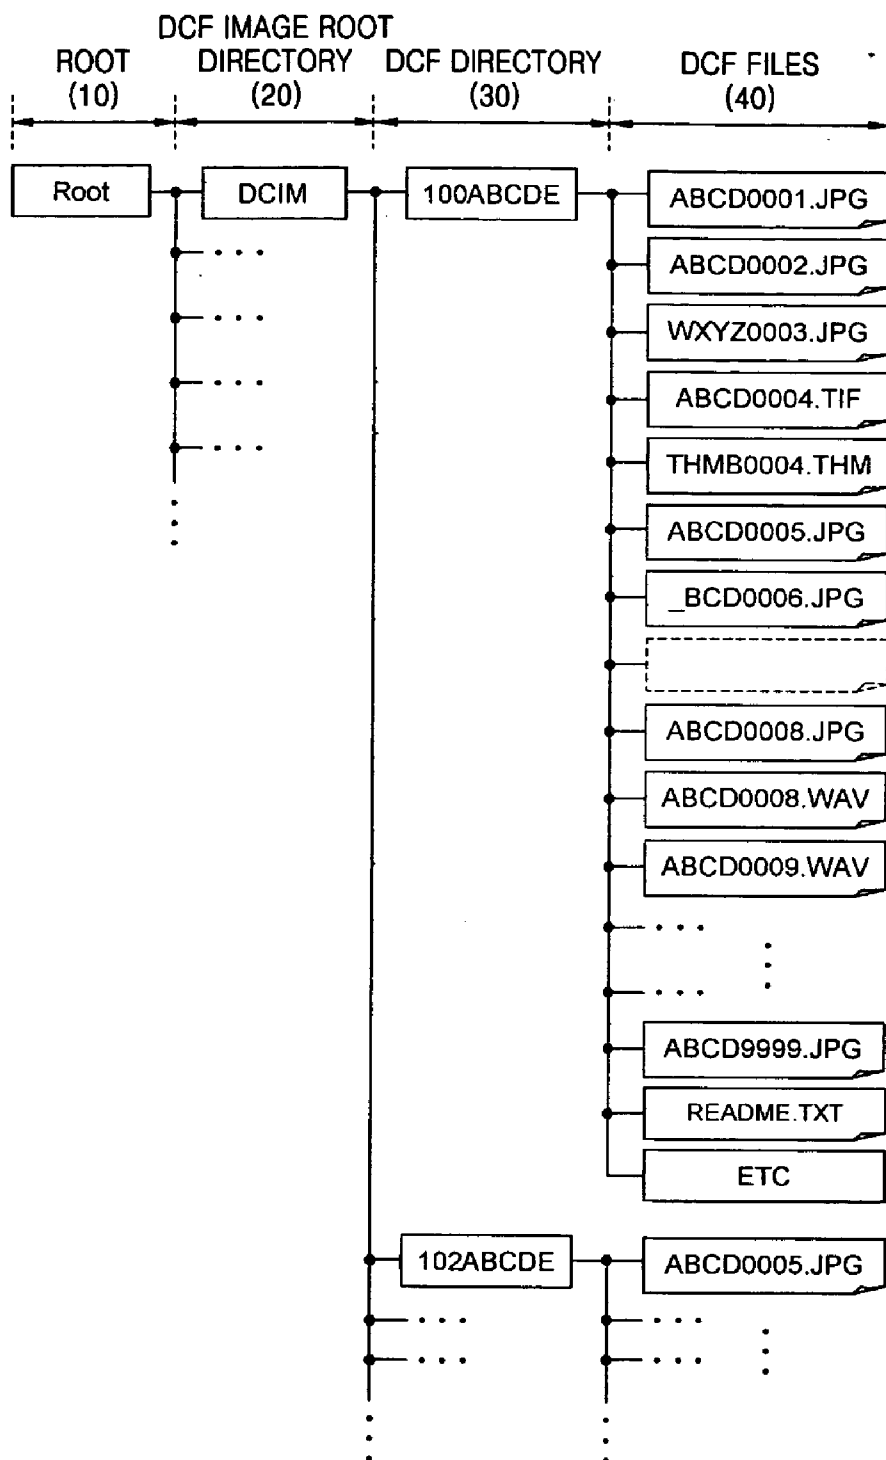 DCF IMAGE ROOT
ROOT DIRECTORY DCF DIRECTORY DCF FILES
(10) (20) (30) (40)
Root DCIM 100ABCDE ABCD0001.JPG
ABCD0002.JPG
WXYZ0003.JPG
ABCD0004.TIF
THMB0004.THM
ABCD0005.JPG
_BCD0006.JPG
ABCD0008.JPG
ABCD0008.WAV
ABCD0009.WAV
ABCD9999.JPG
README.TXT
ETC
102ABCDE ABCD0005.JPG